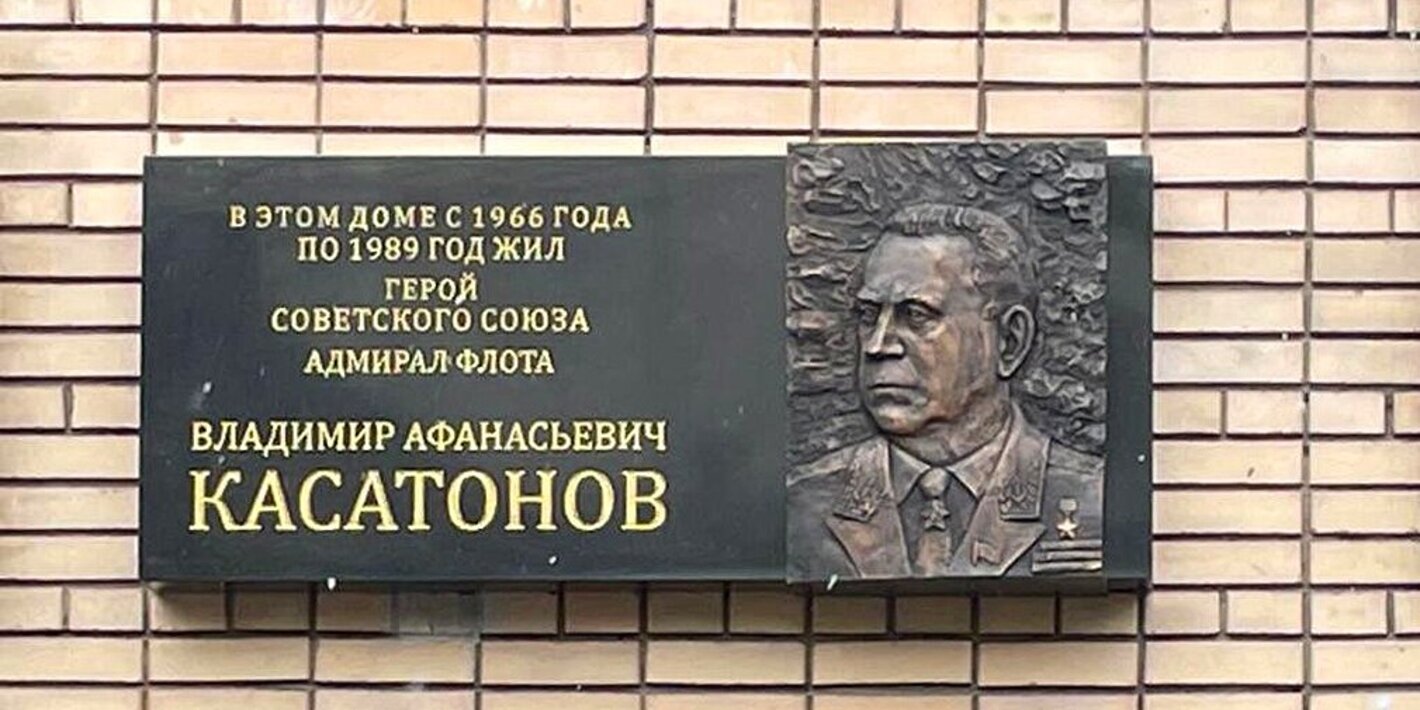 В ЭТОМ ДОМЕ С 1966 ГОДА
ПО 1989 ГОД ЖИЛ
ГЕРОЙ
СОВЕТСКОГО СОЮЗА
АДМИРАЛ ФЛОТА
ВЛАДИМИР АФАНАСЬЕВИЧ
КАСАТОНОВ